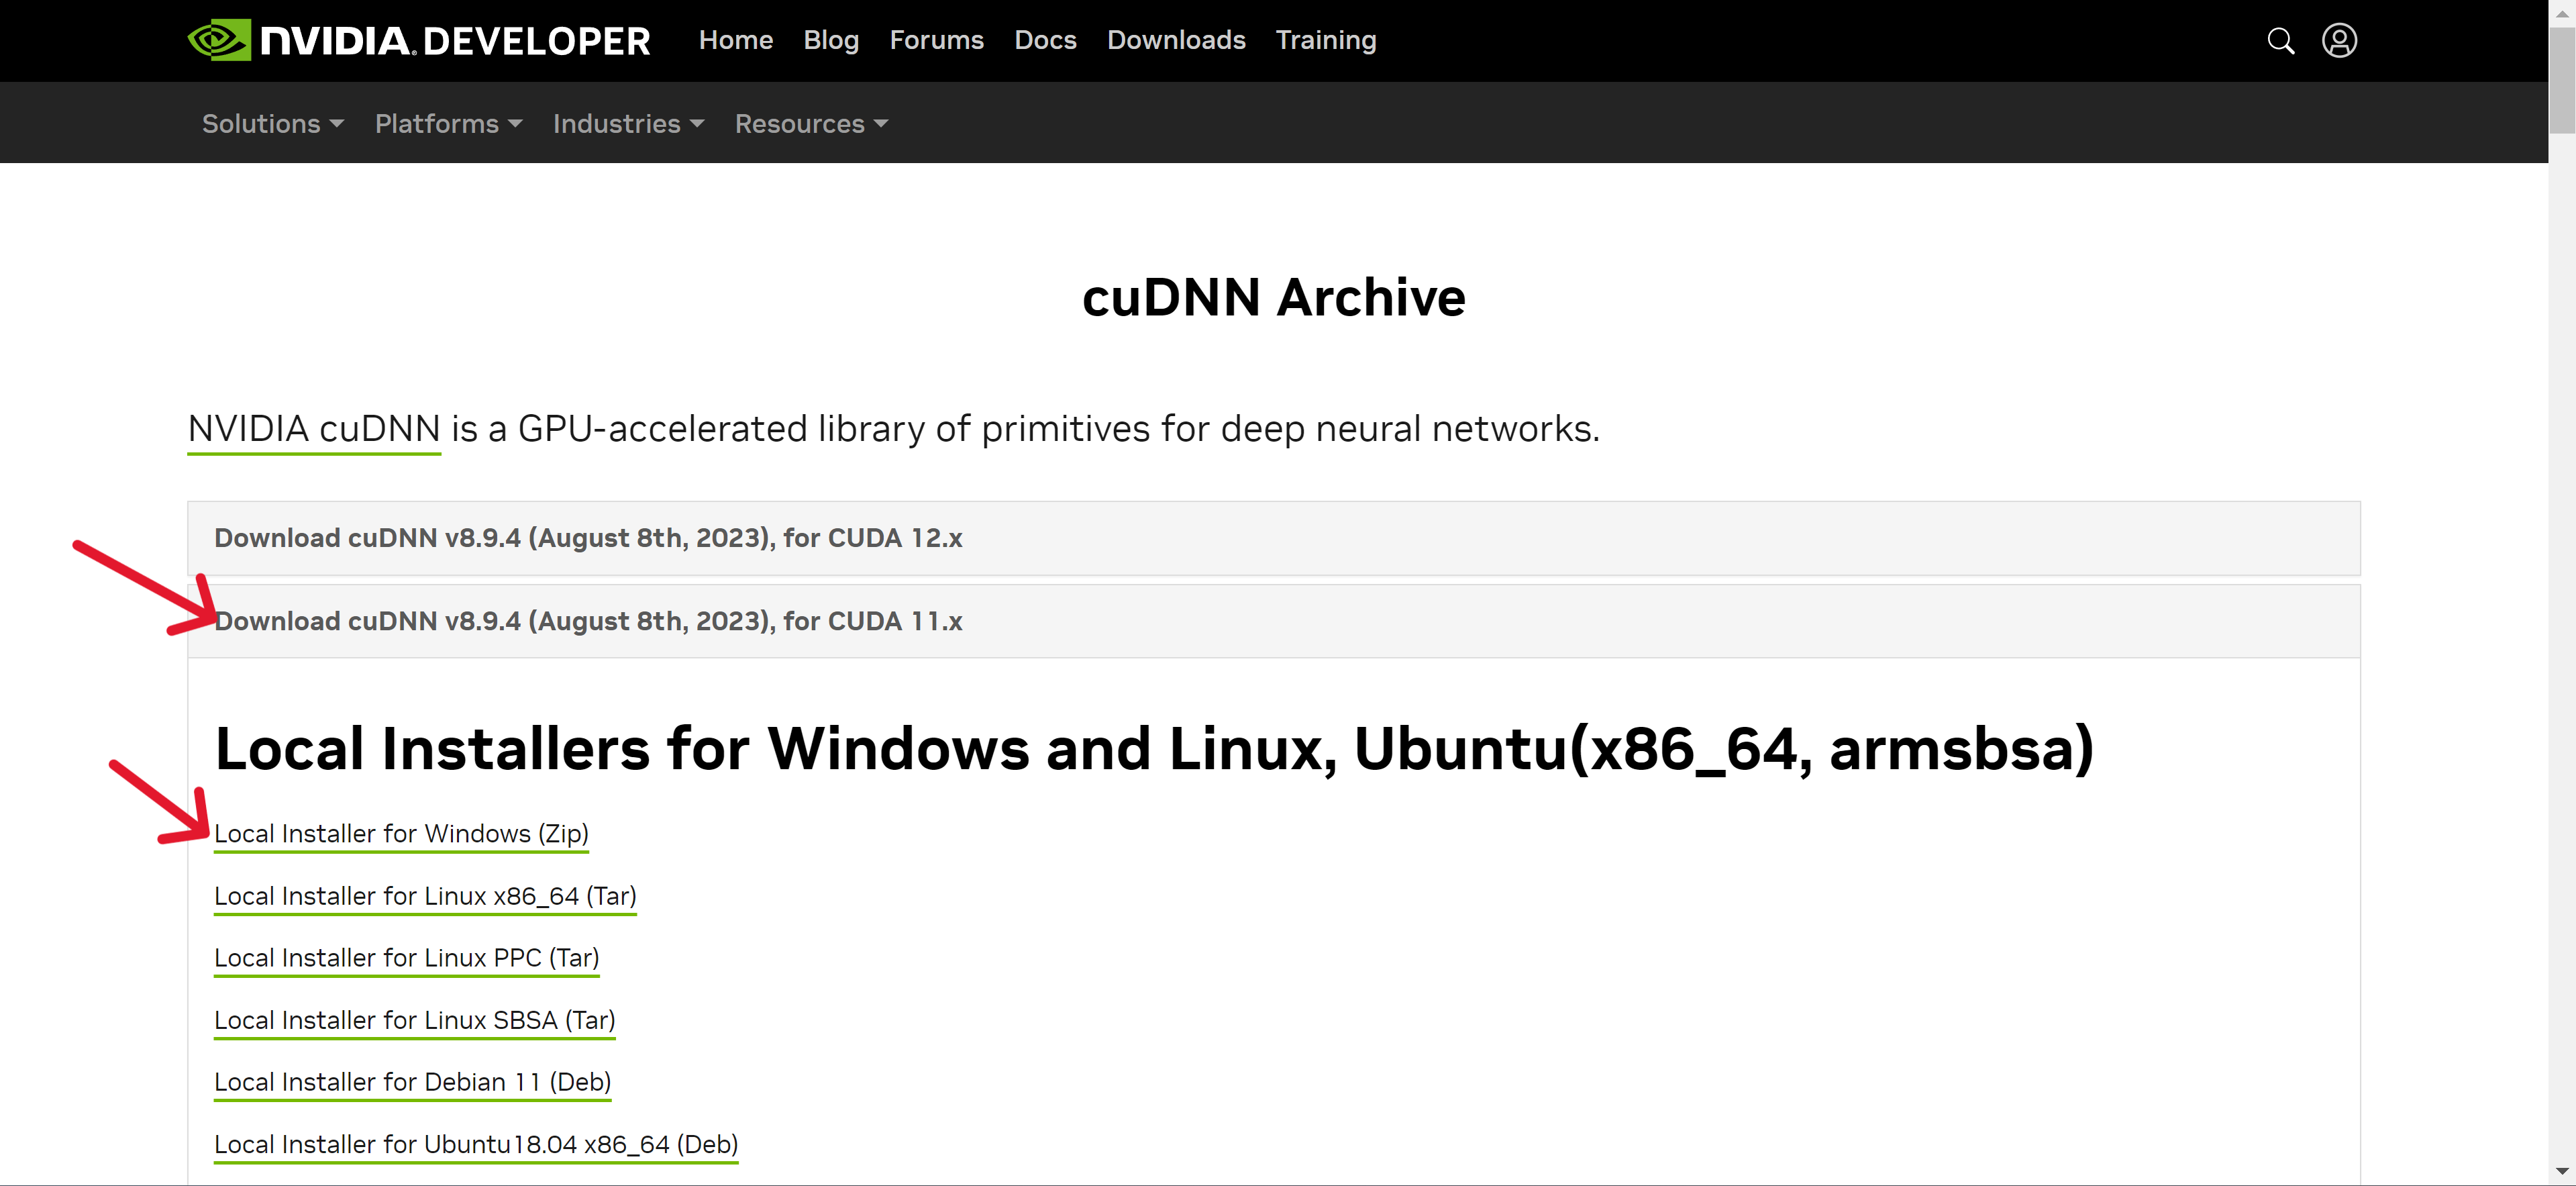 NVIDIA. DEVELOPER Home Blog Forums Docs Downloads Training
Solutions Platforms Industries Resources
cuDNN Archive
NVIDIA cuDNN is a GPU-accelerated library of primitives for deep neural networks.
Download cuDNN v8.9.4 (August 8th, 2023), for CUDA 12.x
Download cuDNN v8.9.4 (August 8th, 2023), for CUDA 11.x
Local Installers for Windows and Linux, Ubuntu(x86_64, armsbsa)
Local Installer for Windows (Zip)
Local Installer for Linux x86_64 (Tar)
Local Installer for Linux PPC (Tar)
Local Installer for Linux SBSA (Tar)
Local Installer for Debian 11 (Deb)
Local Installer for Ubuntu18.04 x86_64 (Deb)